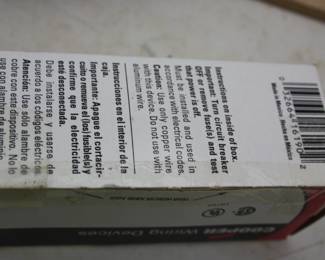 Instructions on inside of box.
Important: Turn circuit breaker
OFF or remove fuse(s) and test
that power is off.
Must be installed and used in
accordance with electrical codes.
Caution: Use only copper wire
with this device. Do not use with
aluminum wire.
Instrucciones en el interior de la
caja.
Importante: Apague el cortacir-
cuito o remueve el (los) fusible(s) y
confirme que la electricidad
está desconectada.
Debe instalarse y usarse de
acuerdo a los códigos eléctricos.
Atención: Use sólo alambre de
cobre con este dispositivo. No lo
use con alambre de aluminio.
Made in Mexico Hecho en México
COOPER Wiring Devices